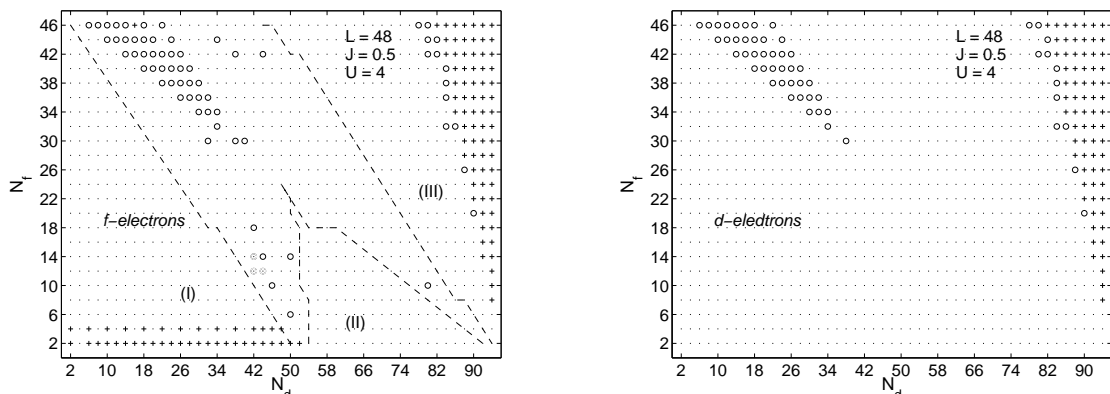 46
42
38
34
30
26
22
18
14
10
6
2
N_f
L = 48
J = 0.5
U = 4
f−electrons
(I)
(II)
(III)
2 10 18 26 34 42 50 58 66 74 82 90
N_d
46
42
38
34
30
26
22
18
14
10
6
2
N_f
L = 48
J = 0.5
U = 4
d−eledtrons
2 10 18 26 34 42 50 58 66 74 82 90
N_d